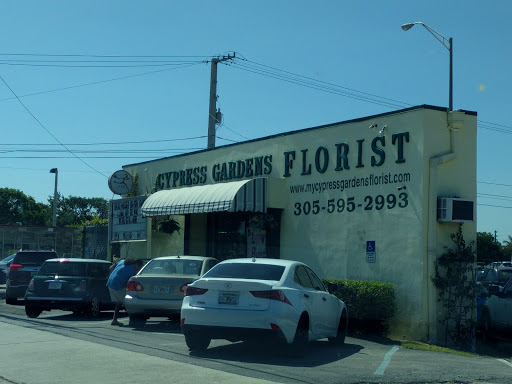 CYPRESS GARDENS FLORIST
www.mycypressgardensflorist.com
305-595-2993